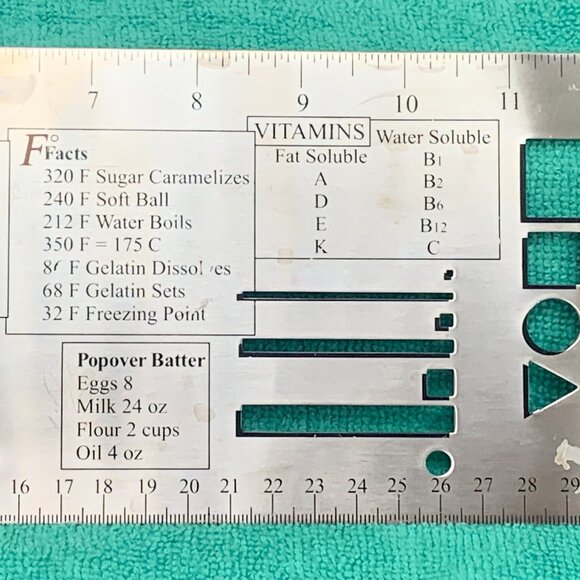 7 8 9 10 11
F° Facts
320 F Sugar Caramelizes
240 F Soft Ball
212 F Water Boils
350 F = 175 C
86 F Gelatin Dissolves
68 F Gelatin Sets
32 F Freezing Point
VITAMINS
Fat Soluble
A
D
E
K
Water Soluble
B1
B2
B6
B12
C
Popover Batter
Eggs 8
Milk 24 oz
Flour 2 cups
Oil 4 oz
16 17 18 19 20 21 22 23 24 25 26 27 28 29